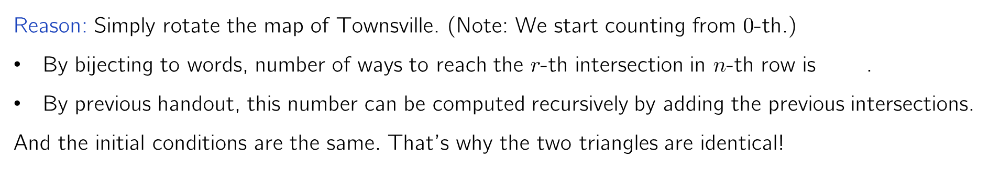 Reason: Simply rotate the map of Townsville. (Note: We start counting from 0-th.)
• By bijecting to words, number of ways to reach the r-th intersection in n-th row is .
• By previous handout, this number can be computed recursively by adding the previous intersections.
And the initial conditions are the same. That's why the two triangles are identical!